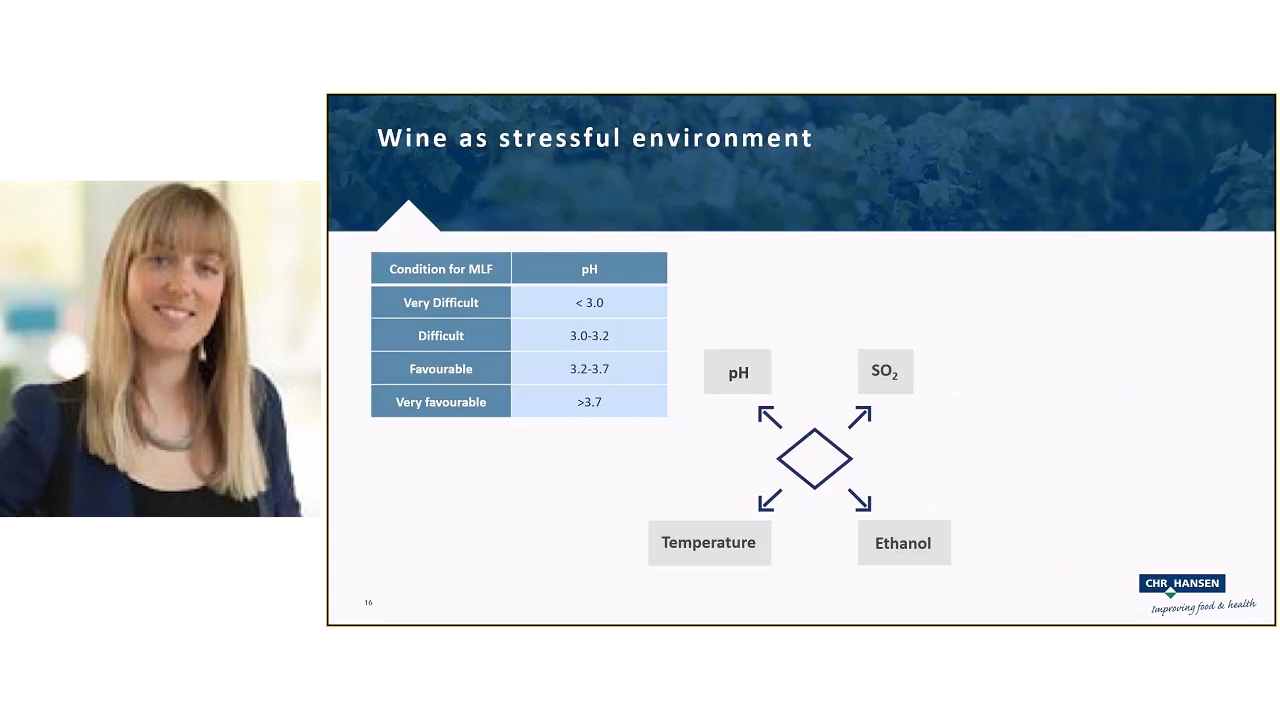 Wine as stressful environment
Condition for MLF pH
Very Difficult < 3.0
Difficult 3.0-3.2
Favourable 3.2-3.7
Very favourable >3.7
pH SO₂
Temperature Ethanol
16
CHR HANSEN
Improving food & health